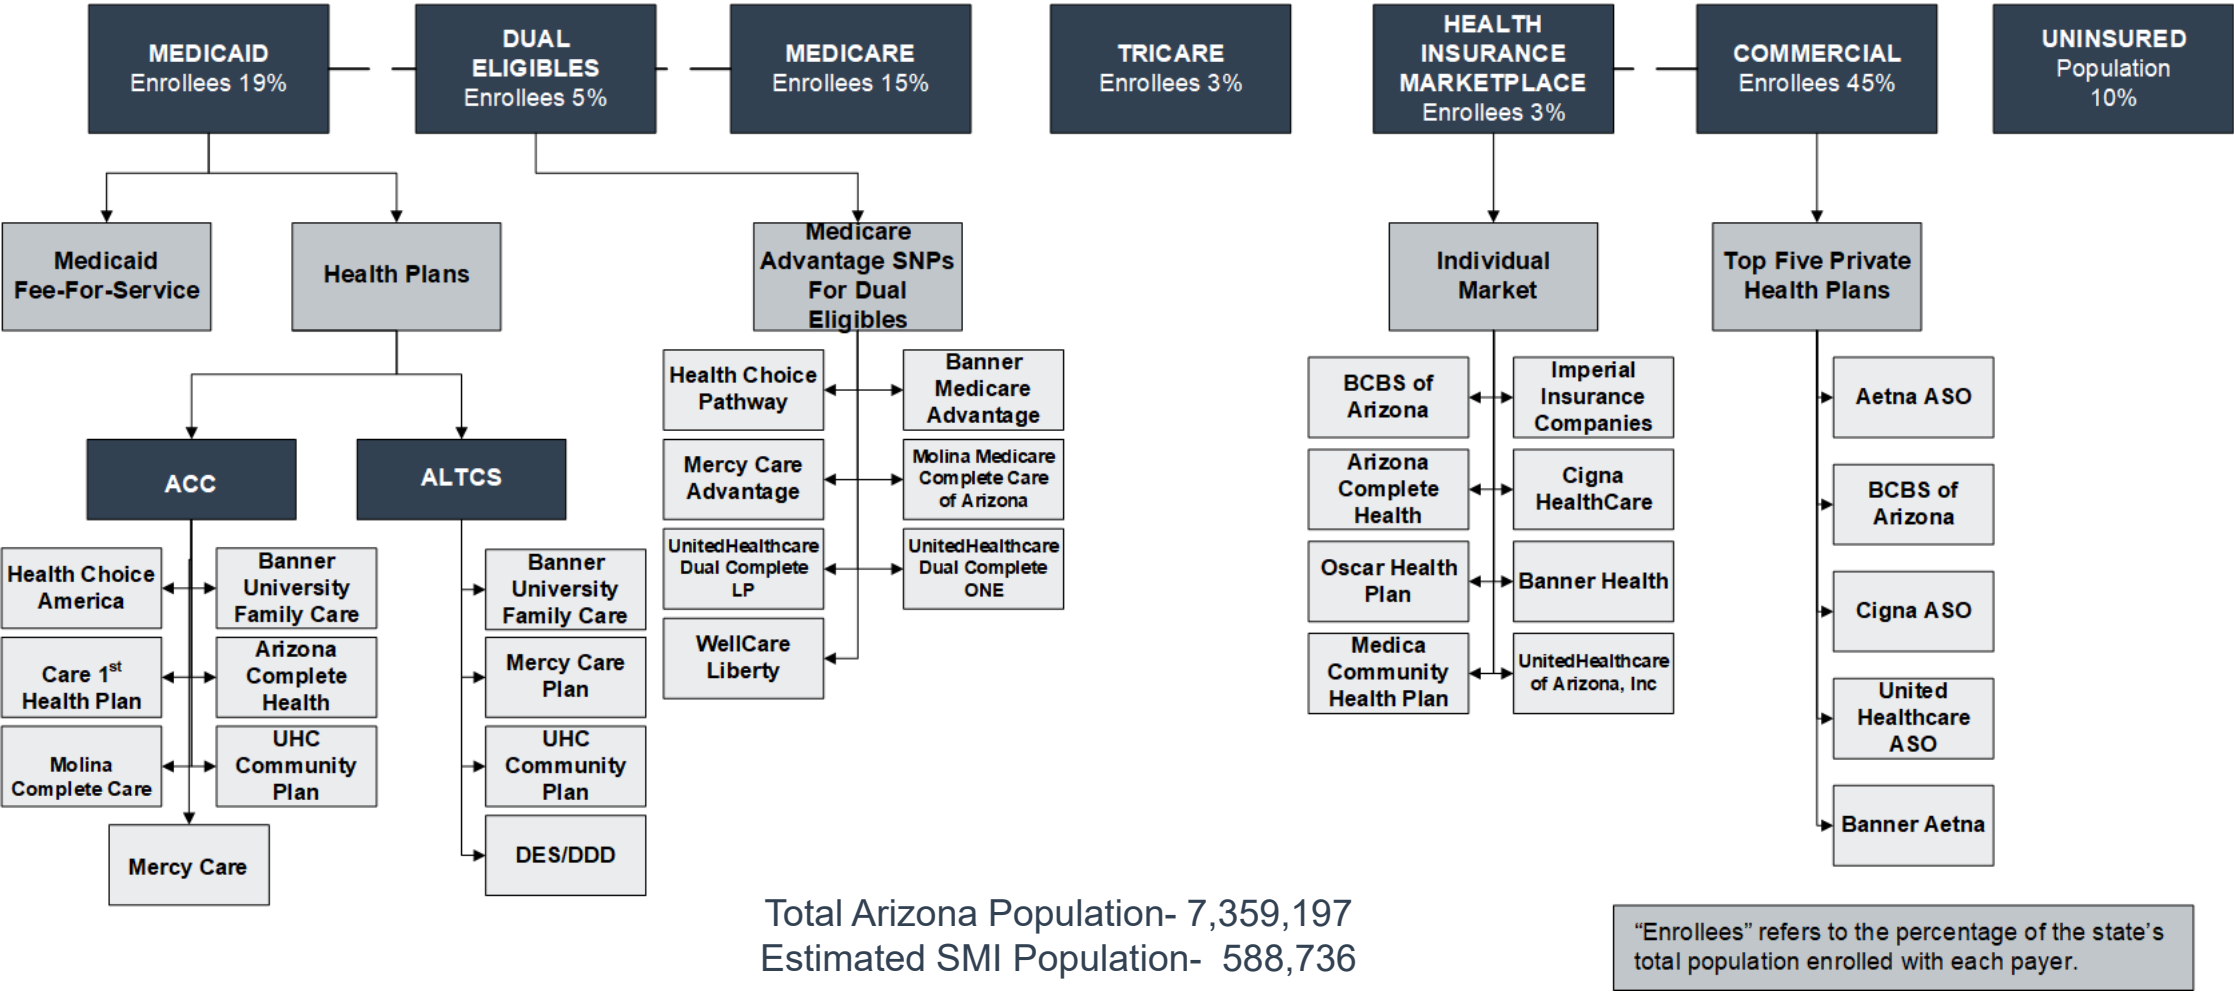 MEDICAID
Enrollees 19%
DUAL
ELIGIBLES
Enrollees 5%
MEDICARE
Enrollees 15%
TRICARE
Enrollees 3%
HEALTH
INSURANCE
MARKETPLACE
Enrollees 3%
COMMERCIAL
Enrollees 45%
UNINSURED
Population
10%
Medicaid
Fee-For-Service
Health Plans
Medicare
Advantage SNPs
For Dual
Eligibles
Individual
Market
Top Five Private
Health Plans
ACC
ALTCS
Health Choice
America
Banner
University
Family Care
Care 1st
Health Plan
Arizona
Complete
Health
Molina
Complete Care
UHC
Community
Plan
Mercy Care
Banner
University
Family Care
Mercy Care
Plan
UHC
Community
Plan
DES/DDD
Health Choice
Pathway
Banner
Medicare
Advantage
Mercy Care
Advantage
Molina Medicare
Complete Care
of Arizona
UnitedHealthcare
Dual Complete
LP
UnitedHealthcare
Dual Complete
ONE
WellCare
Liberty
BCBS of
Arizona
Imperial
Insurance
Companies
Arizona
Complete
Health
Cigna
HealthCare
Oscar Health
Plan
Banner Health
Medica
Community
Health Plan
UnitedHealthcare
of Arizona, Inc
Aetna ASO
BCBS of
Arizona
Cigna ASO
United
Healthcare
ASO
Banner Aetna
Total Arizona Population- 7,359,197
Estimated SMI Population- 588,736
“Enrollees” refers to the percentage of the state’s
total population enrolled with each payer.